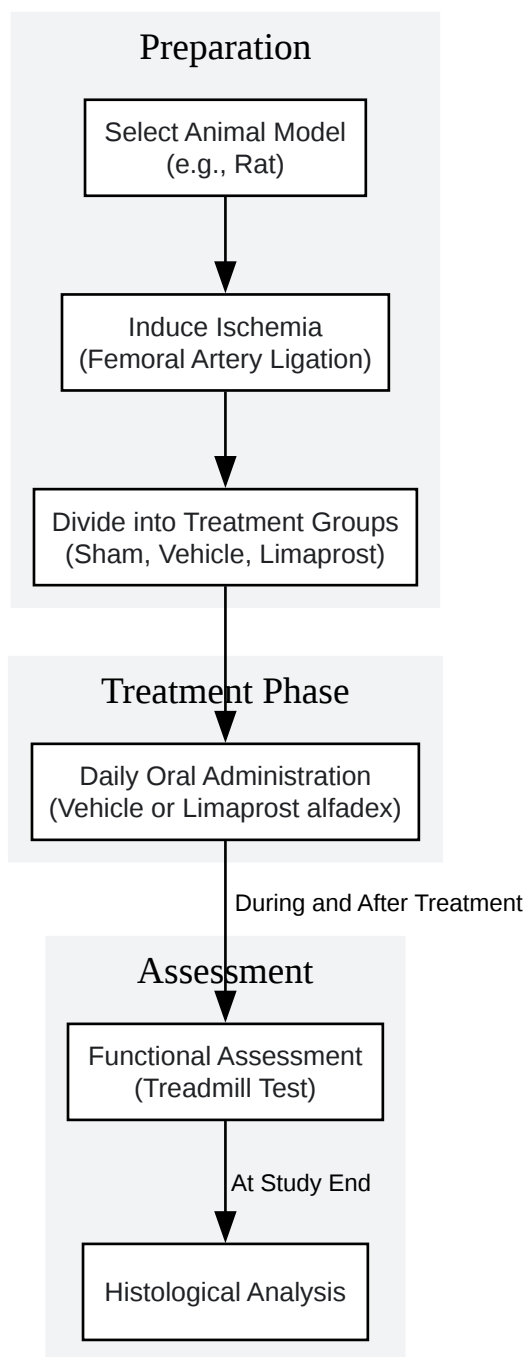 Preparation
Select Animal Model
(e.g., Rat)
Induce Ischemia
(Femoral Artery Ligation)
Divide into Treatment Groups
(Sham, Vehicle, Limaprost)
Treatment Phase
Daily Oral Administration
(Vehicle or Limaprost alfadex)
During and After Treatment
Assessment
Functional Assessment
(Treadmill Test)
At Study End
Histological Analysis